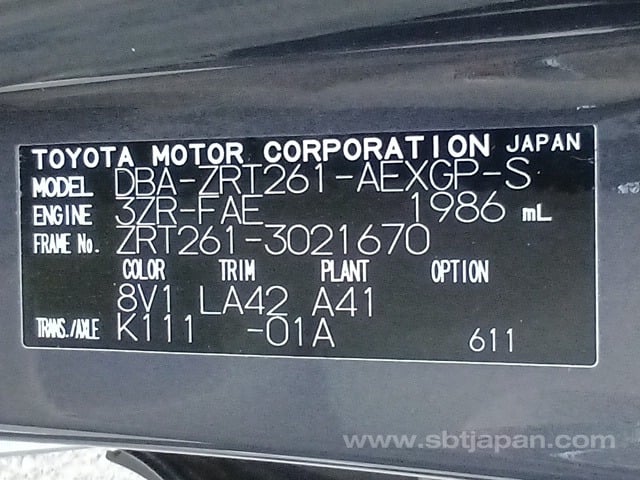 TOYOTA MOTOR CORPORATION JAPAN
MODEL DBA-ZRT261-AEXGP-S
ENGINE 3ZR-FAE 1986 mL
FRAME No. ZRT261-3021670
COLOR TRIM PLANT OPTION
8V1 LA42 A41
TRANS./AXLE K111 -01A 611
www.sbtjapan.com